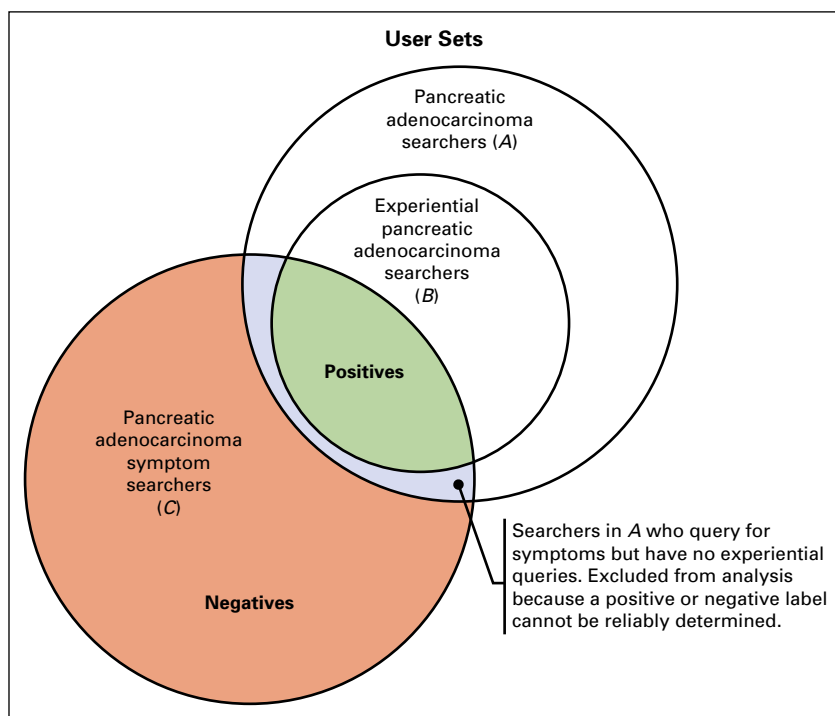 User Sets
Pancreatic
adenocarcinoma
searchers (A)
Experiential
pancreatic
adenocarcinoma
searchers
(B)
Positives
Pancreatic
adenocarcinoma
symptom
searchers
(C)
Negatives
Searchers in A who query for
symptoms but have no experiential
queries. Excluded from analysis
because a positive or negative label
cannot be reliably determined.